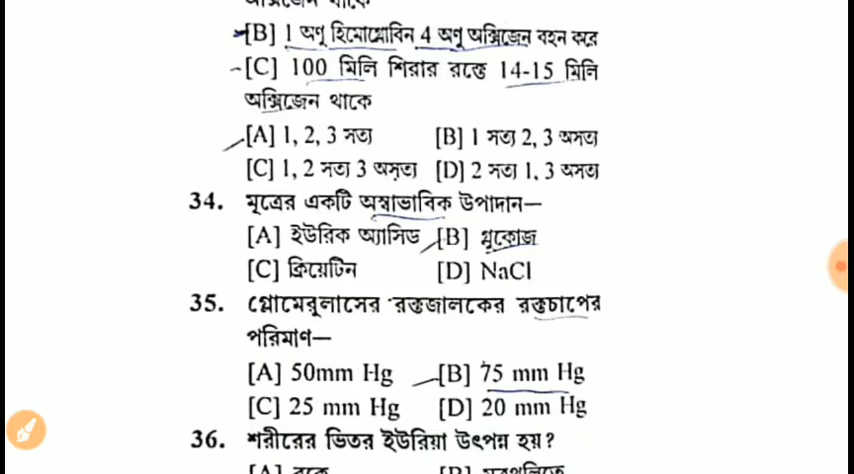 [B] 1 অণু হিমোগ্লোবিন 4 অণু অক্সিজেন বহন করে
[C] 100 মিলি শিরার রক্তে 14-15 মিলি
অক্সিজেন থাকে
[A] 1, 2, 3 সত্য [B] 1 সত্য 2, 3 অসত্য
[C] 1, 2 সত্য 3 অসত্য [D] 2 সত্য 1, 3 অসত্য
34. মূত্রের একটি অস্বাভাবিক উপাদান—
[A] ইউরিক অ্যাসিড [B] গ্লুকোজ
[C] ক্রিয়েটিন [D] NaCl
35. গ্লোমেরুলাসের রক্তজালকের রক্তচাপের
পরিমাণ—
[A] 50mm Hg [B] 75 mm Hg
[C] 25 mm Hg [D] 20 mm Hg
36. শরীরের ভিতর ইউরিয়া উৎপন্ন হয়?